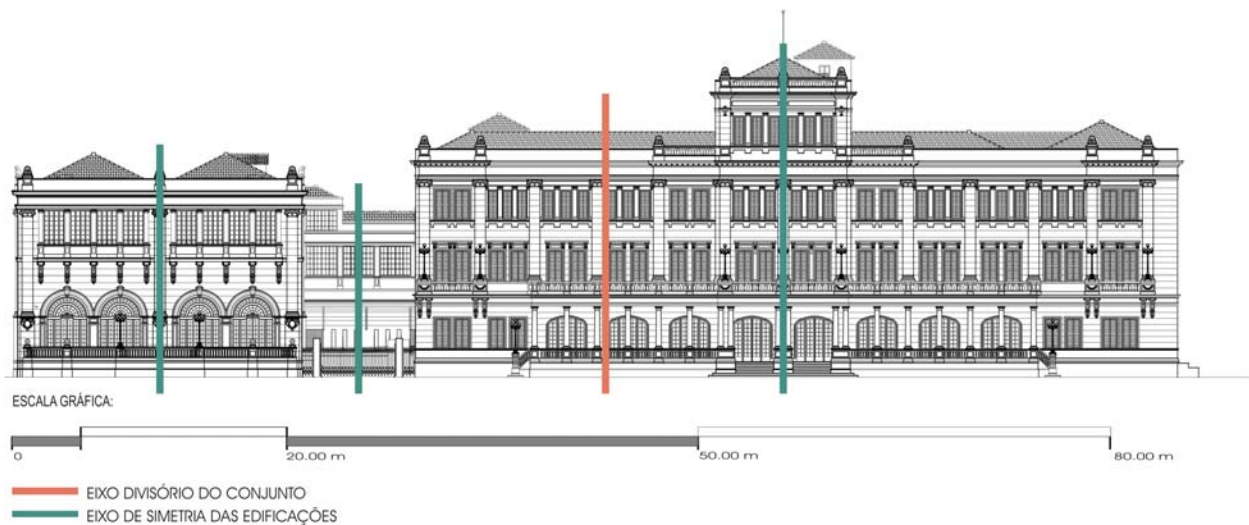 ESCALA GRÁFICA:
0 20.00 m 50.00 m 80.00 m
EIXO DIVISÓRIO DO CONJUNTO
EIXO DE SIMETRIA DAS EDIFICAÇÕES